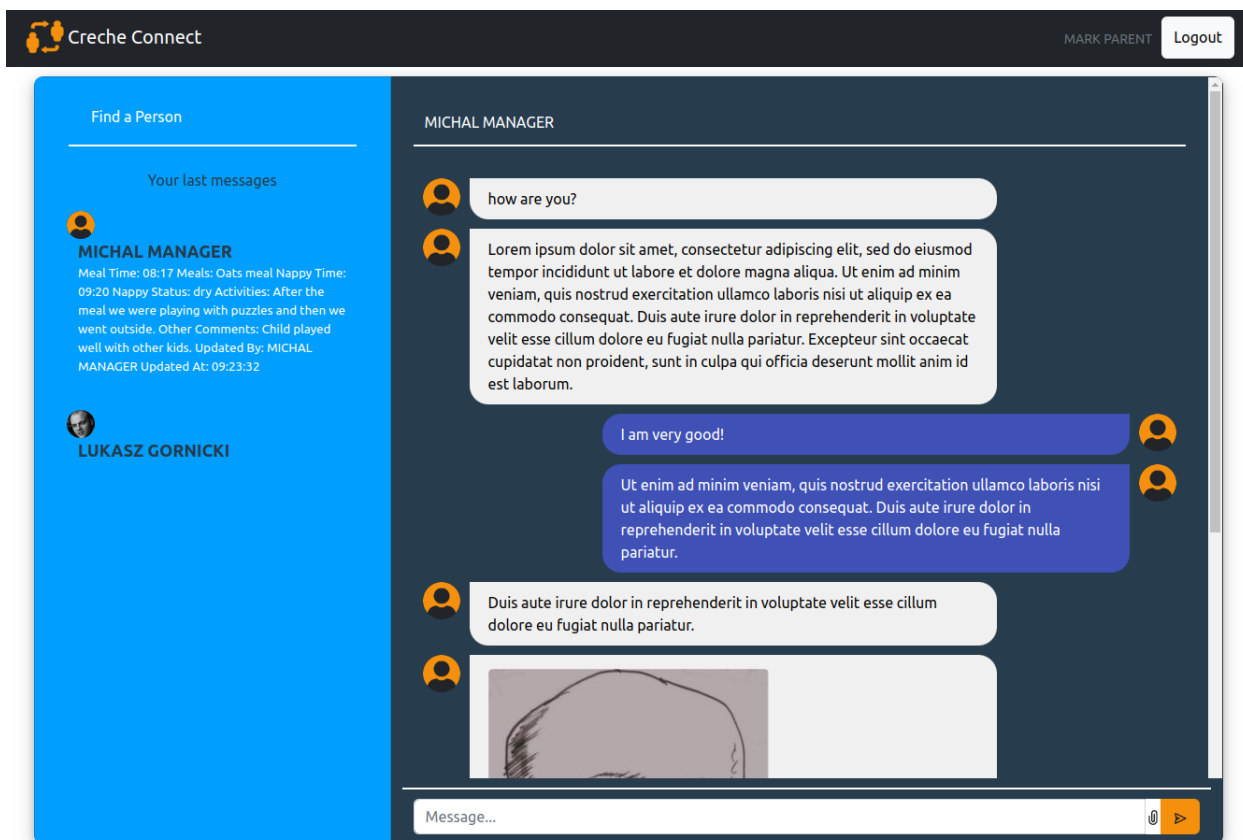 Creche Connect
MARK PARENT
Logout
Find a Person
Your last messages
MICHAL MANAGER
Meal Time: 08:17 Meals: Oats meal Nappy Time:
09:20 Nappy Status: dry Activities: After the
meal we were playing with puzzles and then we
went outside. Other Comments: Child played
well with other kids. Updated By: MICHAL
MANAGER Updated At: 09:23:32
LUKASZ GORNICKI
MICHAL MANAGER
how are you?
Lorem ipsum dolor sit amet, consectetur adipiscing elit, sed do eiusmod
tempor incididunt ut labore et dolore magna aliqua. Ut enim ad minim
veniam, quis nostrud exercitation ullamco laboris nisi ut aliquip ex ea
commodo consequat. Duis aute irure dolor in reprehenderit in voluptate
velit esse cillum dolore eu fugiat nulla pariatur. Excepteur sint occaecat
cupidatat non proident, sunt in culpa qui officia deserunt mollit anim id
est laborum.
I am very good!
Ut enim ad minim veniam, quis nostrud exercitation ullamco laboris nisi
ut aliquip ex ea commodo consequat. Duis aute irure dolor in
reprehenderit in voluptate velit esse cillum dolore eu fugiat nulla
pariatur.
Duis aute irure dolor in reprehenderit in voluptate velit esse cillum
dolore eu fugiat nulla pariatur.
Message...